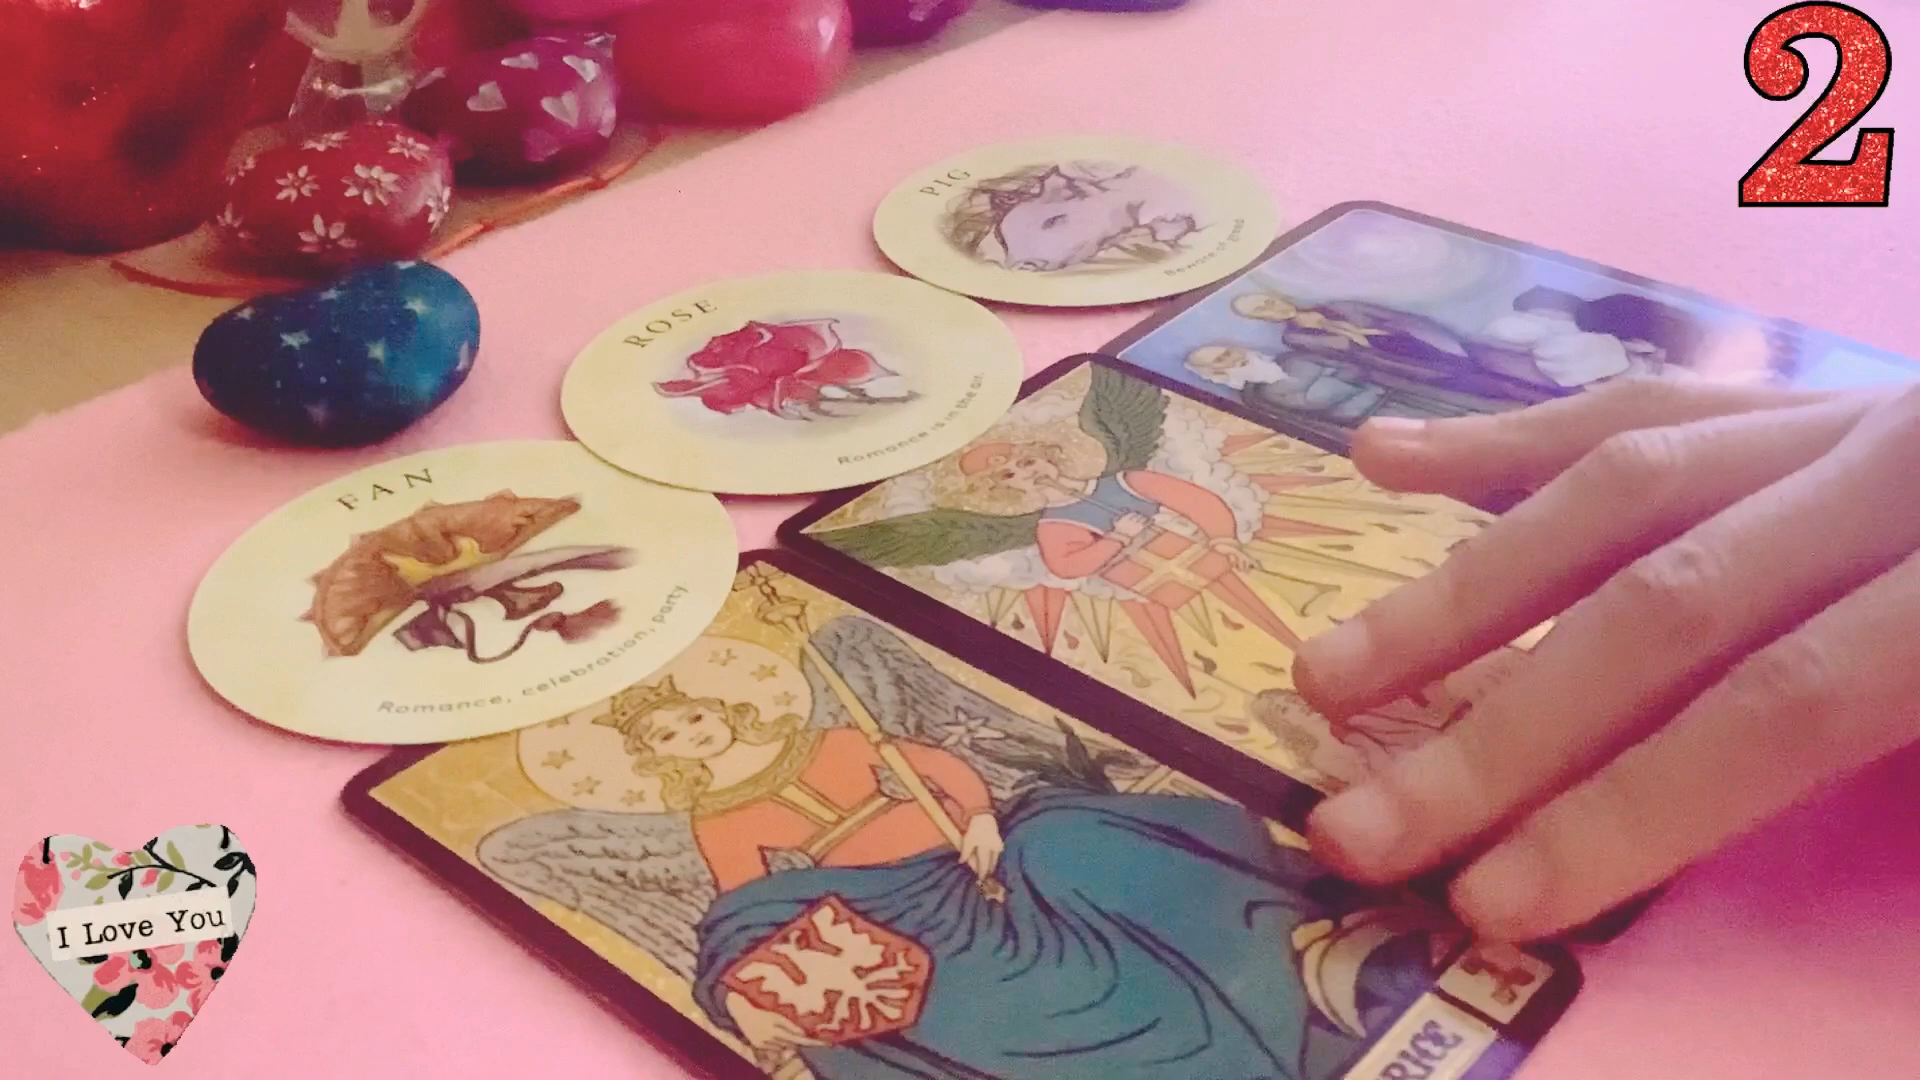 2
PIG
Beware of greed
ROSE
Romance is in the air.
FAN
Romance, celebration, party
I Love You
RICE